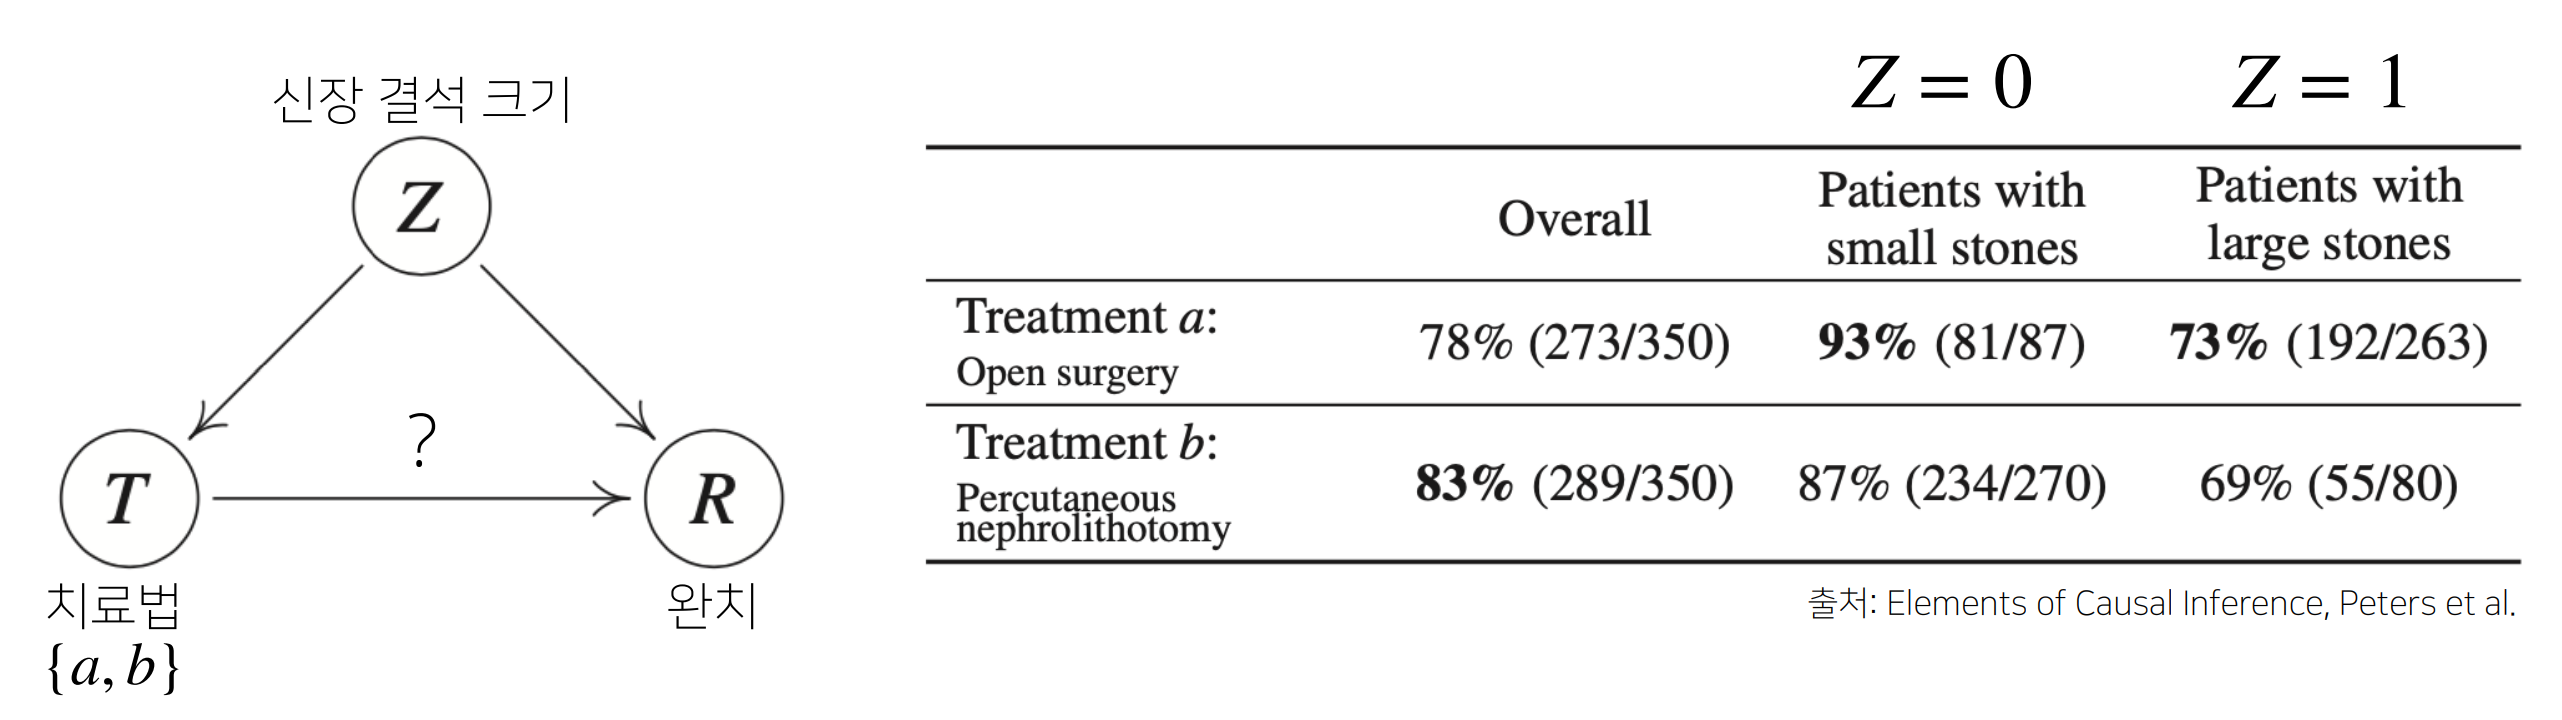 신장 결석 크기
Z
?
T
R
치료법
{a, b}
완치
Z = 0
Z = 1
Overall
Patients with
small stones
Patients with
large stones
Treatment a:
Open surgery
78% (273/350)
93% (81/87)
73% (192/263)
Treatment b:
Percutaneous
nephrolithotomy
83% (289/350)
87% (234/270)
69% (55/80)
출처: Elements of Causal Inference, Peters et al.